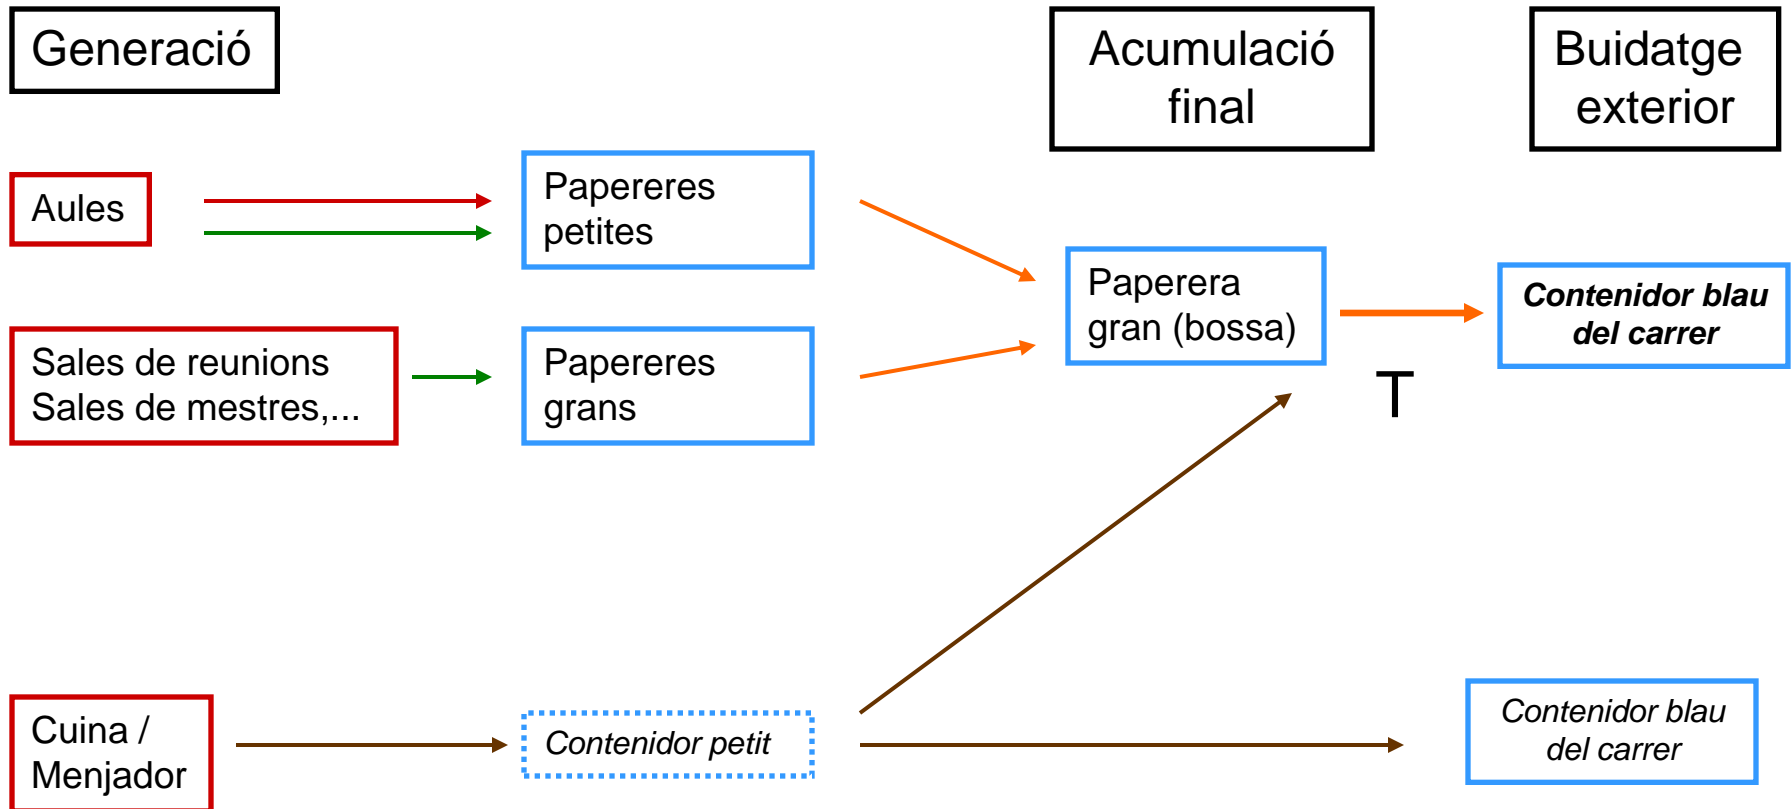 Generació
Acumulació
final
Buidatge
exterior
Aules
Papereres
petites
Paperera
gran (bossa)
Contenidor blau
del carrer
Sales de reunions
Sales de mestres,...
Papereres
grans
T
Cuina /
Menjador
Contenidor petit
Contenidor blau
del carrer